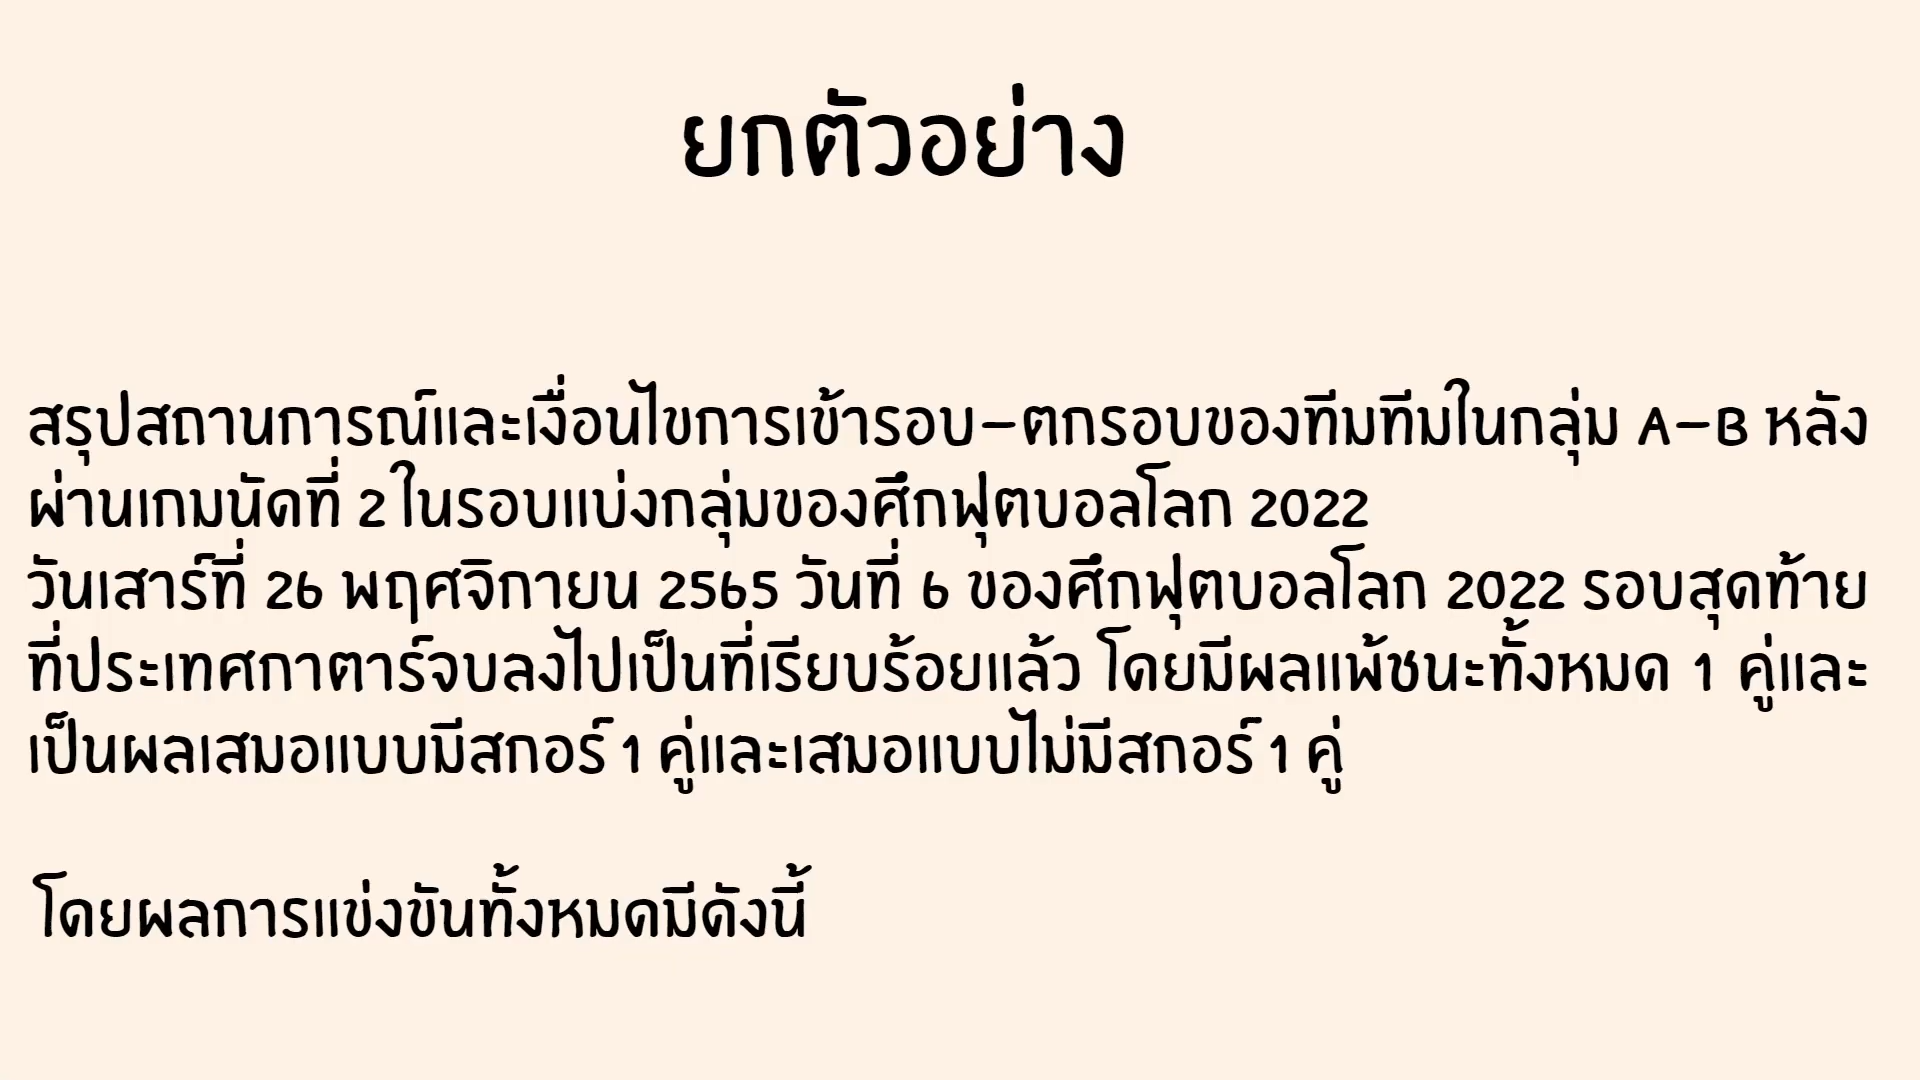 ยกตัวอย่าง
สรุปสถานการณ์และเงื่อนไขการเข้ารอบ-ตกรอบของทีมทีมในกลุ่ม A-B หลัง
ผ่านเกมนัดที่ 2 ในรอบแบ่งกลุ่มของศึกฟุตบอลโลก 2022
วันเสาร์ที่ 26 พฤศจิกายน 2565 วันที่ 6 ของศึกฟุตบอลโลก 2022 รอบสุดท้าย
ที่ประเทศกาตาร์จบลงไปเป็นที่เรียบร้อยแล้ว โดยมีผลแพ้ชนะทั้งหมด 1 คู่และ
เป็นผลเสมอแบบมีสกอร์ 1 คู่และเสมอแบบไม่มีสกอร์ 1 คู่
โดยผลการแข่งขันทั้งหมดมีดังนี้